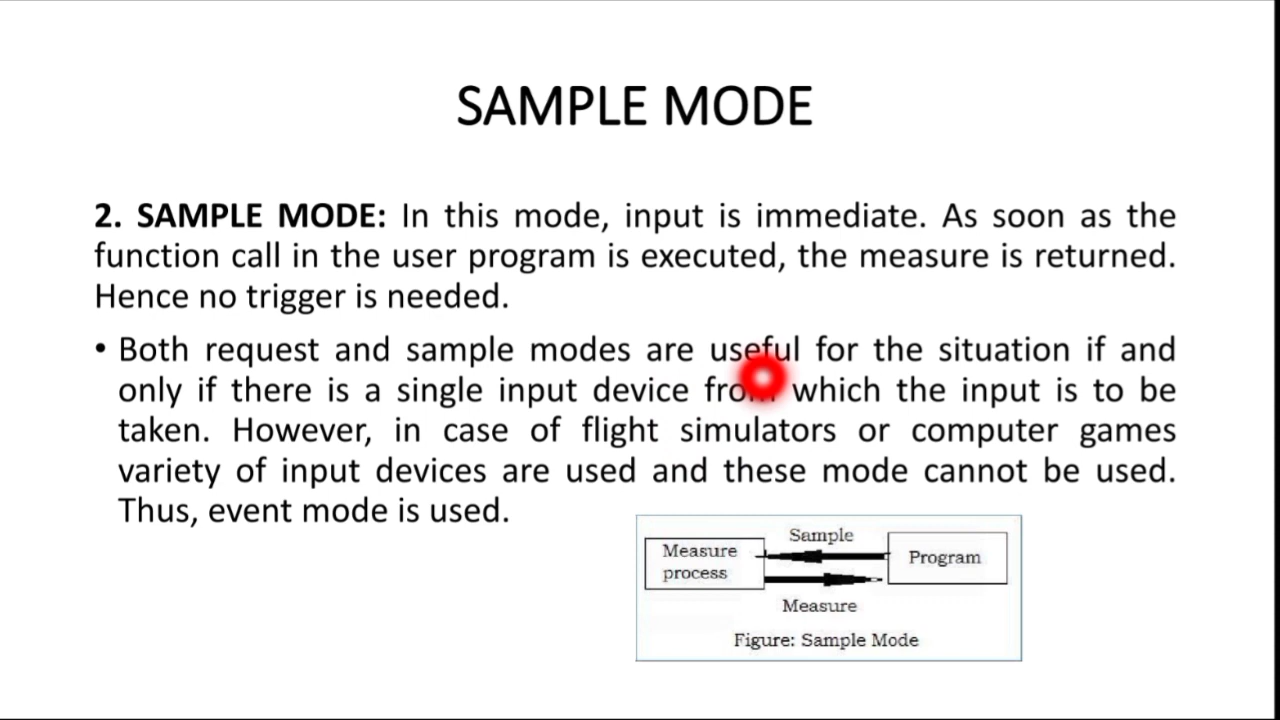 SAMPLE MODE
2. SAMPLE MODE: In this mode, input is immediate. As soon as the
function call in the user program is executed, the measure is returned.
Hence no trigger is needed.
• Both request and sample modes are useful for the situation if and
only if there is a single input device from which the input is to be
taken. However, in case of flight simulators or computer games
variety of input devices are used and these mode cannot be used.
Thus, event mode is used.
Sample
Measure
process
Program
Measure
Figure: Sample Mode